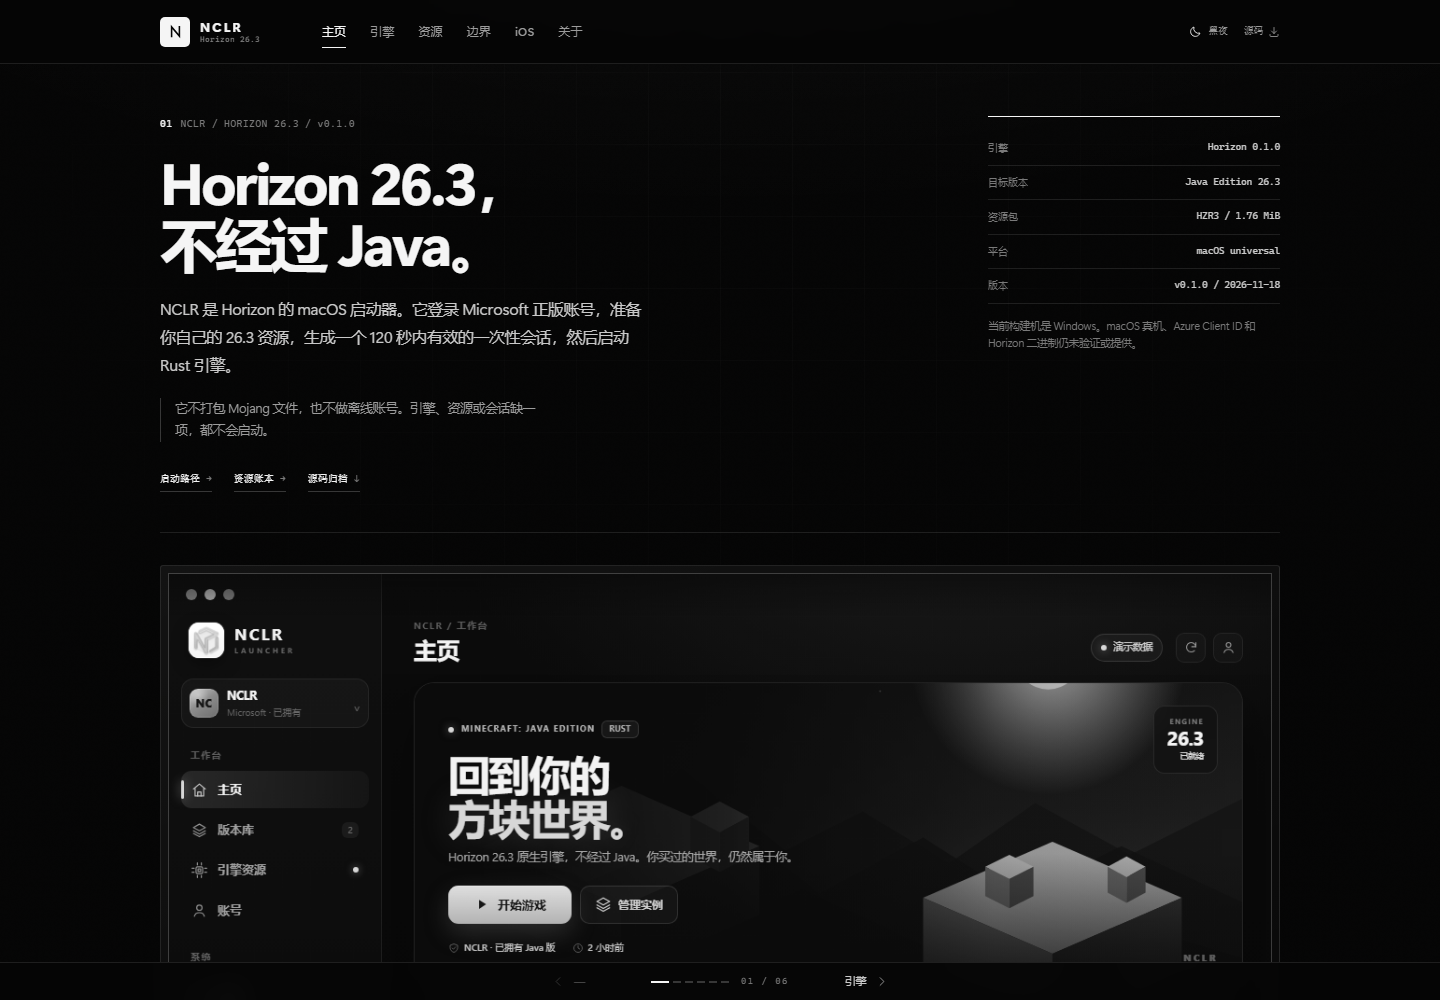 N NCLR
Horizon 26.3
主页 引擎 资源 边界 iOS 关于
黑夜 源码
01 NCLR / HORIZON 26.3 / v0.1.0
Horizon 26.3，
不经过 Java。
NCLR 是 Horizon 的 macOS 启动器。它登录 Microsoft 正版账号，准备
你自己的 26.3 资源，生成一个 120 秒内有效的一次性会话，然后启动
Rust 引擎。
它不打包 Mojang 文件，也不做离线账号。引擎、资源或会话缺一
项，都不会启动。
启动路径 → 资源账本 → 源码归档 ↓
引擎 Horizon 0.1.0
目标版本 Java Edition 26.3
资源包 HZR3 / 1.76 MiB
平台 macOS universal
版本 v0.1.0 / 2026-11-18
当前构建机是 Windows。macOS 真机、Azure Client ID 和
Horizon 二进制仍未验证或提供。
NCLR
LAUNCHER
NC NCLR
Microsoft · 已拥有
工作台
主页
版本库 2
引擎资源
账号
系统
NCLR / 工作台
主页
演示数据
MINECRAFT: JAVA EDITION RUST
回到你的
方块世界。
Horizon 26.3 原生引擎，不经过 Java。你买过的世界，仍然属于你。
开始游戏 管理实例
NCLR · 已拥有 Java 版 2 小时前
ENGINE
26.3
已就绪
NCLR
— 01 / 06 引擎